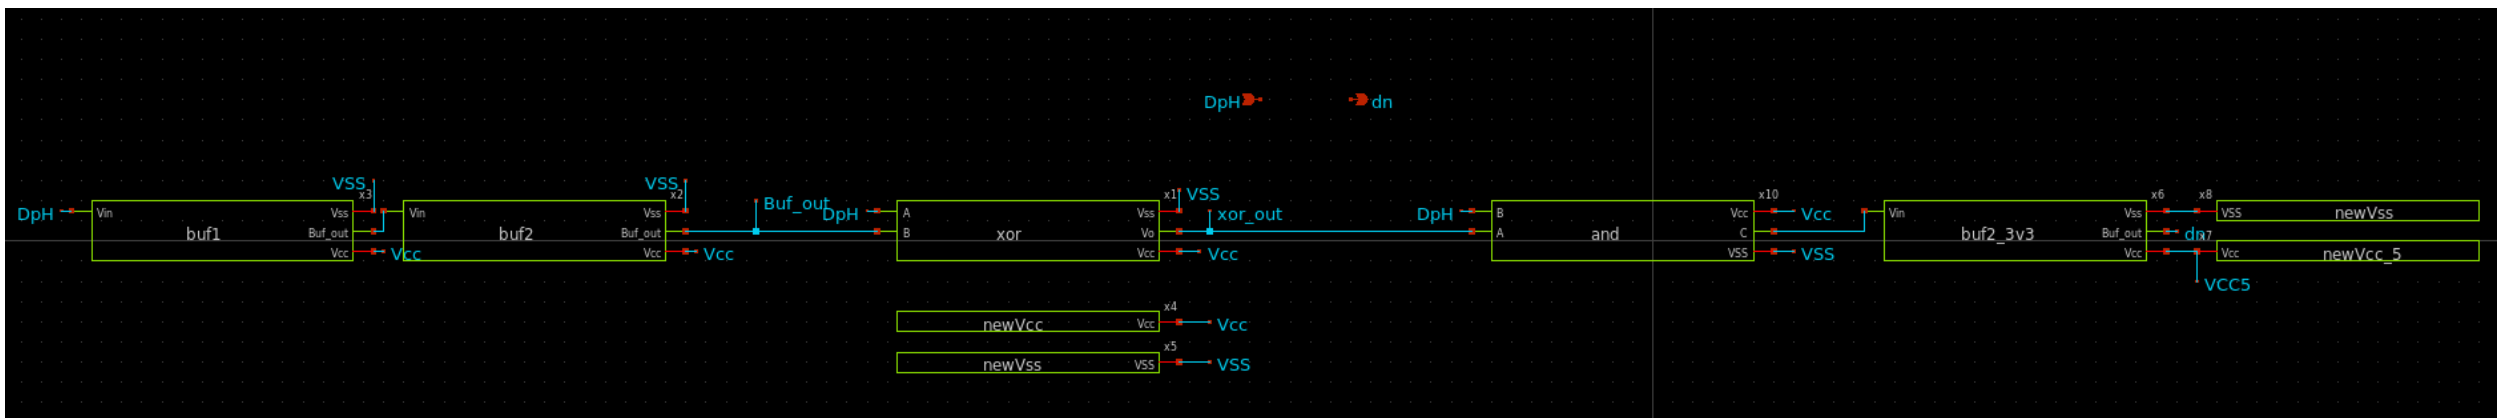 DpH dn
VSS x3
VSS x2
Buf_out
x1 VSS
xor_out
x10
x6 x8
DpH Vin Vss
buf1 Buf_out
Vcc Vcc
Vin Vss
buf2 Buf_out
Vcc Vcc
DpH A Vss
B xor Vo
Vcc Vcc
DpH B Vcc Vcc
A and C
VSS VSS
Vin Vss
buf2_3v3 Buf_out dn
Vcc
VSS newVss
x7
Vcc newVcc_5
VCC5
x4
newVcc Vcc Vcc
x5
newVss VSS VSS